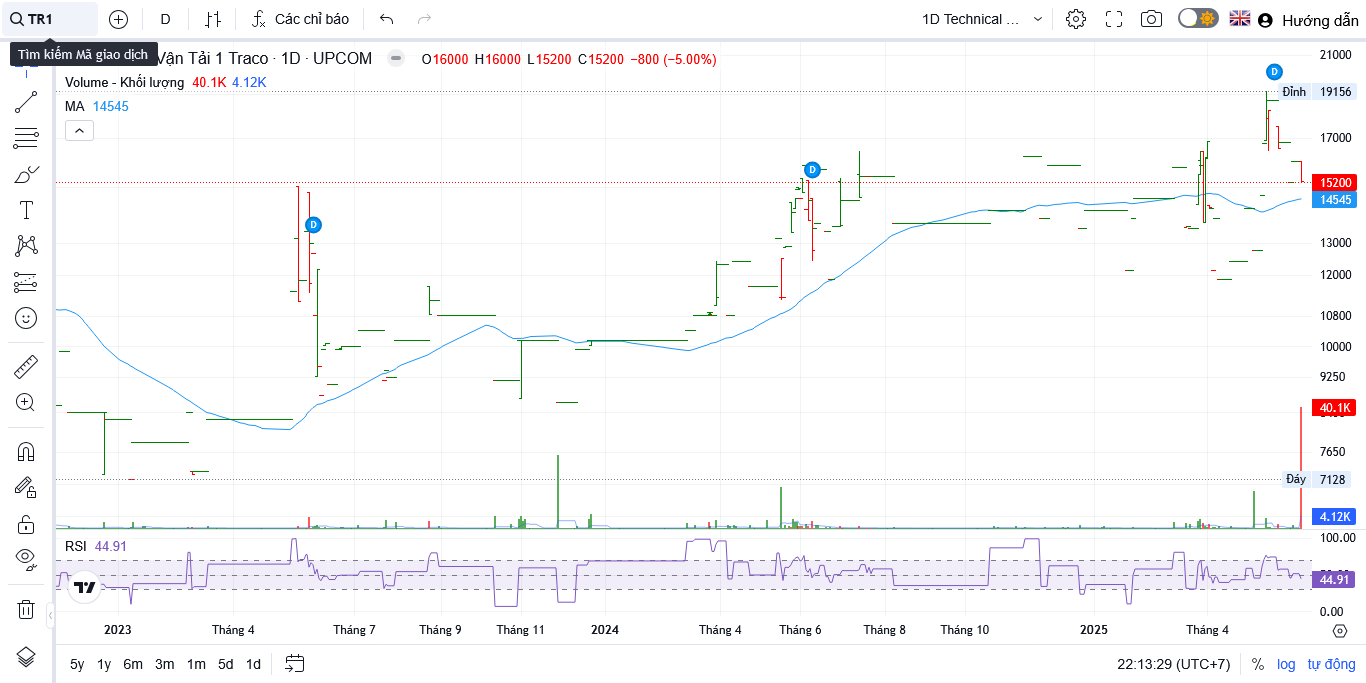 TR1 D Các chỉ báo 1D Technical ... Hướng dẫn
Tìm kiếm Mã giao dịch
Vận Tải 1 Traco · 1D · UPCOM O16000 H16000 L15200 C15200 −800 (−5.00%)
Volume - Khối lượng 40.1K 4.12K
MA 14545
21000
D
Đỉnh 19156
17000
D
15200
14545
D
13000
12000
10800
10000
9250
40.1K
7650
Đáy 7128
4.12K
RSI 44.91
100.00
44.91
0.00
2023 Tháng 4 Tháng 7 Tháng 9 Tháng 11 2024 Tháng 4 Tháng 6 Tháng 8 Tháng 10 2025 Tháng 4
5y 1y 6m 3m 1m 5d 1d 22:13:29 (UTC+7) % log tự động